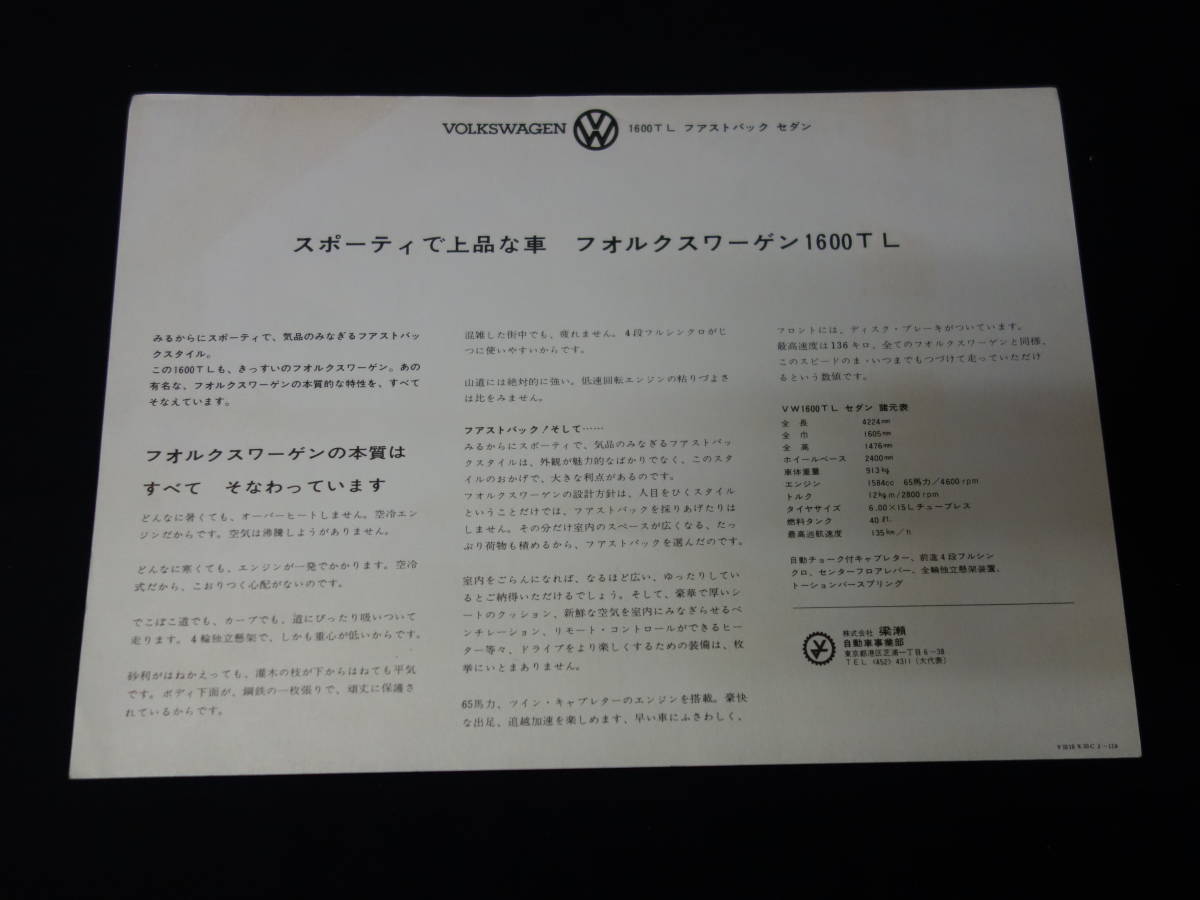 VOLKSWAGEN 1600TL フアストバック セダン
スポーティで上品な車 フオルクスワーゲン1600TL
みるからにスポーティで、気品のみなぎるフアストバッ
クスタイル。
この1600TLも、きっすいのフオルクスワーゲン。あの
有名な、フオルクスワーゲンの本質的な特性を、すべて
そなえています。
フオルクスワーゲンの本質は
すべて そなわっています
どんなに暑くても、オーバーヒートしません。空冷エン
ジンだからです。空気は沸騰しようがありません。
どんなに寒くても、エンジンが一発でかかります。空冷
式だから、こおりつく心配がないのです。
でこぼこ道でも、カーブでも、道にぴったり吸いついて
走ります。4輪独立懸架で、しかも重心が低いからです。
砂利がはねかえっても、灌木の枝が下からはねても平気
です。ボディ下面が、鋼鉄の一枚張りで、頑丈に保護さ
れているからです。
混雑した街中でも、疲れません。4段フルシンクロがじ
つに使いやすいからです。
山道には絶対的に強い。低速回転エンジンの粘りづよさ
は比をみません。
フアストバック!そして……
みるからにスポーティで、気品のみなぎるフアストバッ
クスタイルは、外観が魅力的なばかりでなく、このスタ
イルのおかげで、大きな利点があるのです。
フオルクスワーゲンの設計方針は、人目をひくスタイル
ということだけでは、フアストバックを採りあげたりは
しません。その分だけ室内のスペースが広くなる、たっ
ぷり荷物も積めるから、フアストバックを選んだのです。
室内をごらんになれば、なるほど広い、ゆったりしてい
るとご納得いただけるでしょう。そして、豪華で厚いシ
ートのクッション、新鮮な空気を室内にみなぎらせるベ
ンチレーション、リモート・コントロールができるヒー
ター等々、ドライブをより楽しくするための装備は、枚
挙にいとまありません。
65馬力、ツイン・キャブレターのエンジンを搭載。豪快
な出足、追越加速を楽しめます、早い車にふさわしく、
フロントには、ディスク・ブレーキがついています。
最高速度は136キロ、全てのフオルクスワーゲンと同様、
このスピードのま・いつまでもつづけて走っていただけ
るという数値です。
VW1600TL セダン 諸元表
全長 4224mm
全巾 1605mm
全高 1476mm
ホイールベース 2400mm
車体重量 913kg
エンジン 1584cc 65馬力/4600rpm
トルク 12kgm/2800rpm
タイヤサイズ 6.00×15Lチューブレス
燃料タンク 40ℓ.
最高巡航速度 135km/h
自動チョーク付キャブレター、前進4段フルシン
クロ、センターフロアレバー、全輪独立懸架装置、
トーションバースプリング
株式会社 梁瀬
自動車事業部
東京都港区芝浦一丁目6-38
TEL (452) 4311 (大代表)